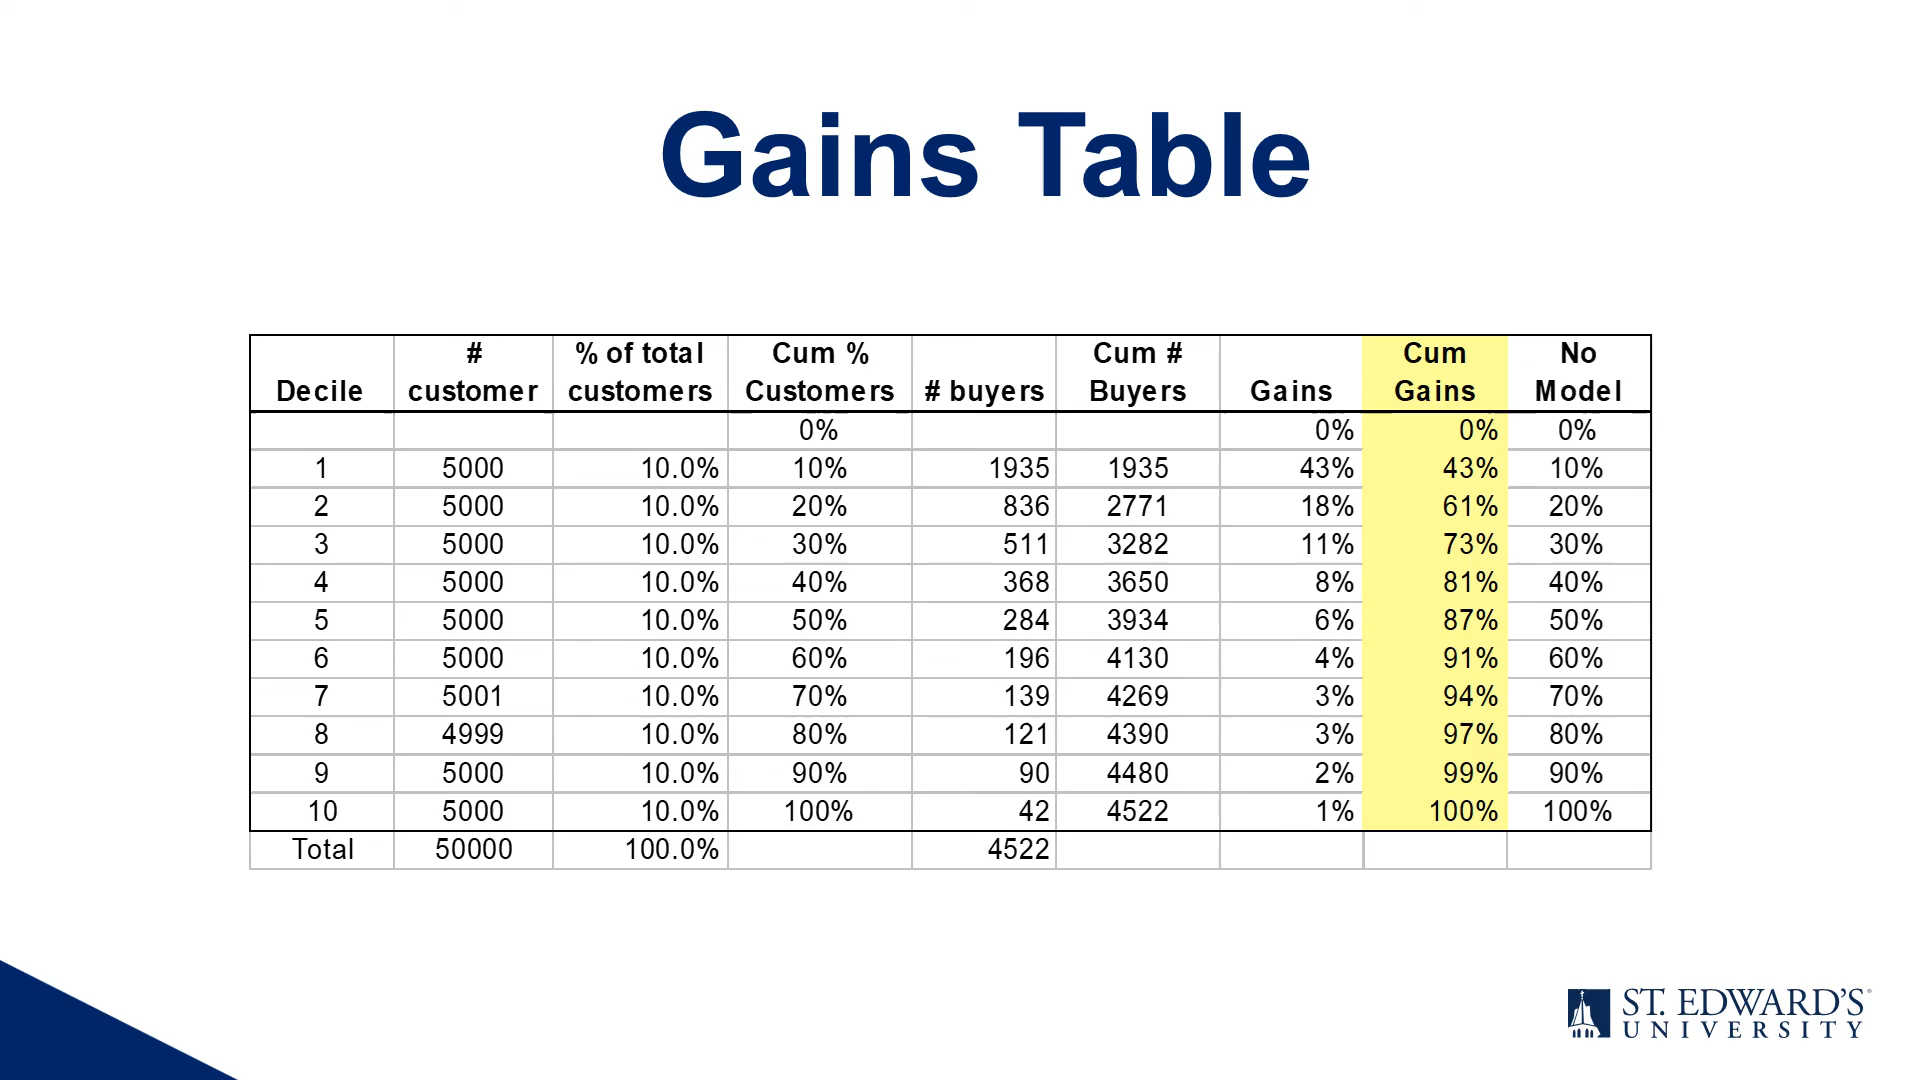 Gains Table
Decile # customer % of total customers Cum % Customers # buyers Cum # Buyers Gains Cum Gains No Model
0% 0% 0% 0%
1 5000 10.0% 10% 1935 1935 43% 43% 10%
2 5000 10.0% 20% 836 2771 18% 61% 20%
3 5000 10.0% 30% 511 3282 11% 73% 30%
4 5000 10.0% 40% 368 3650 8% 81% 40%
5 5000 10.0% 50% 284 3934 6% 87% 50%
6 5000 10.0% 60% 196 4130 4% 91% 60%
7 5001 10.0% 70% 139 4269 3% 94% 70%
8 4999 10.0% 80% 121 4390 3% 97% 80%
9 5000 10.0% 90% 90 4480 2% 99% 90%
10 5000 10.0% 100% 42 4522 1% 100% 100%
Total 50000 100.0% 4522
ST. EDWARD'S
UNIVERSITY